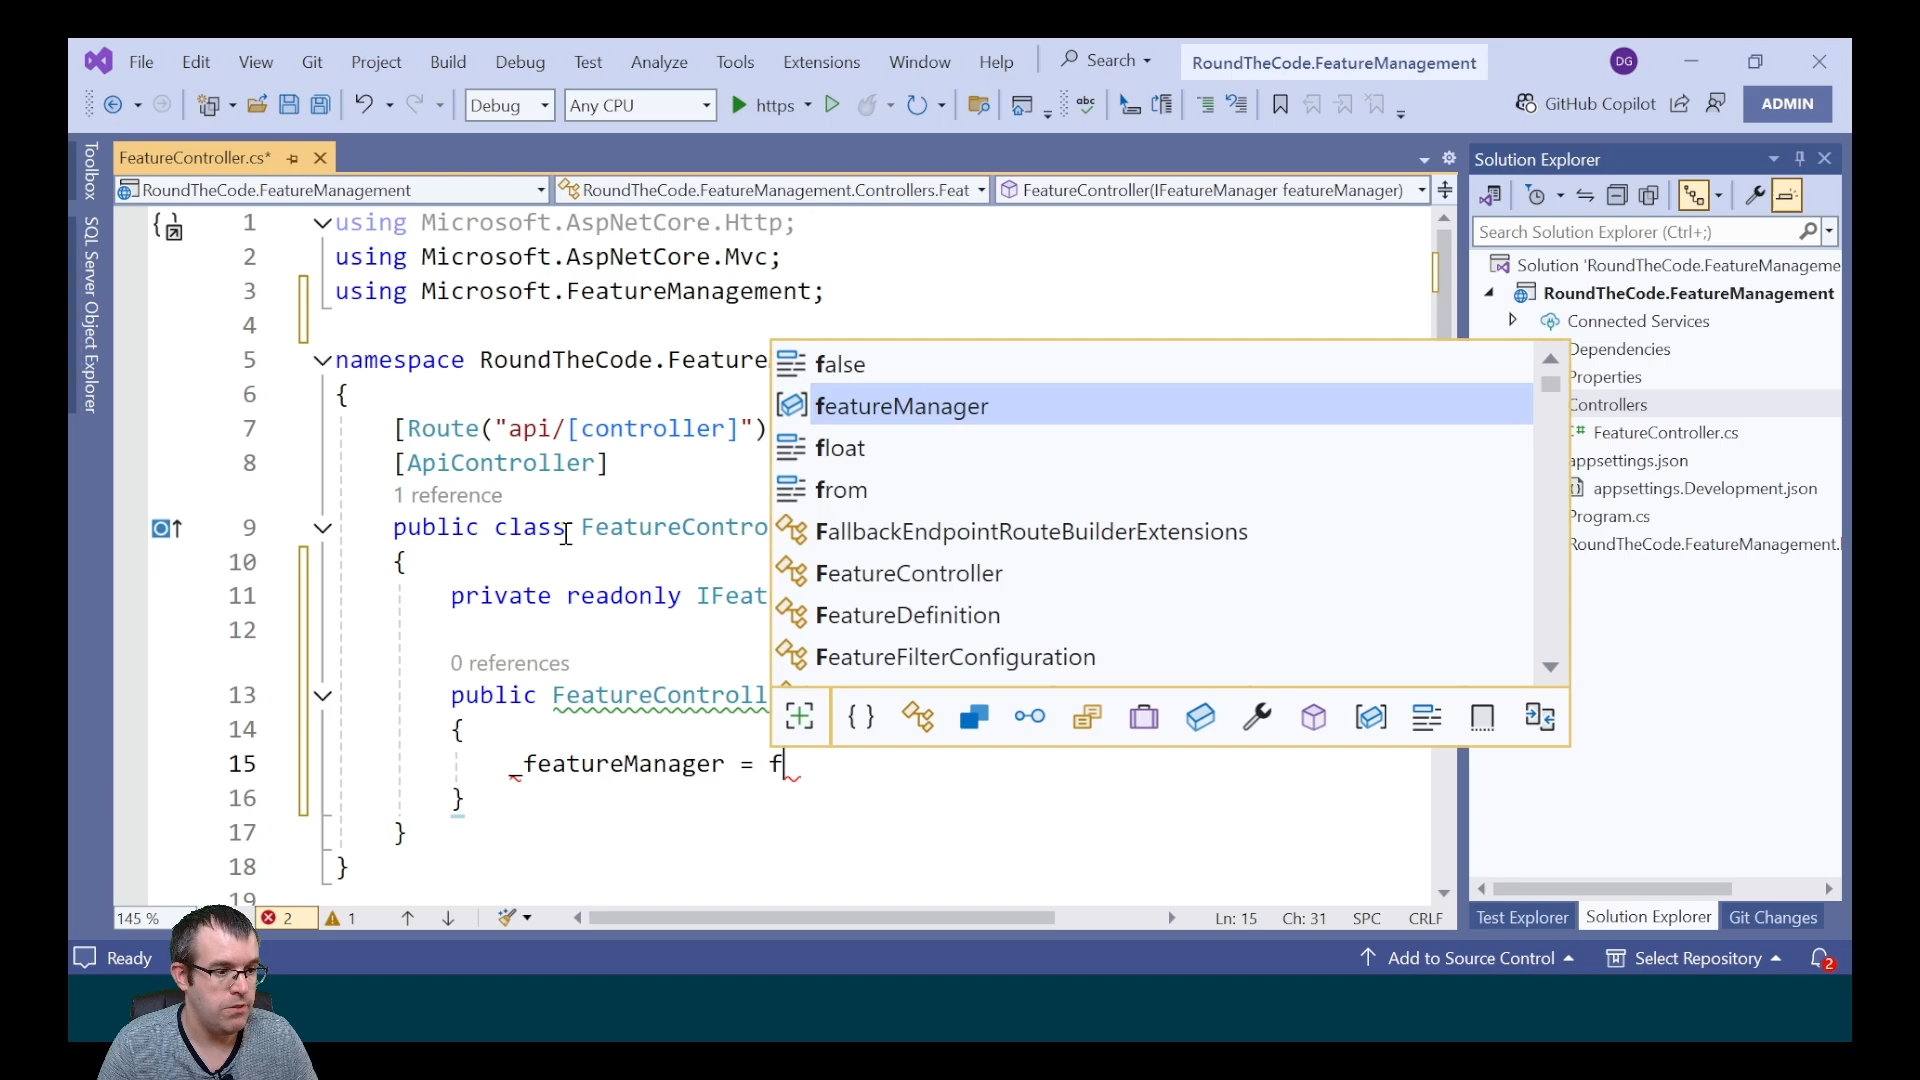 File Edit View Git Project Build Debug Test Analyze Tools Extensions Window Help Search RoundTheCode.FeatureManagement DG
Debug Any CPU https GitHub Copilot ADMIN
Toolbox
SQL Server Object Explorer
FeatureController.cs*
RoundTheCode.FeatureManagement RoundTheCode.FeatureManagement.Controllers.Feat FeatureController(IFeatureManager featureManager)
1 using Microsoft.AspNetCore.Http;
2 using Microsoft.AspNetCore.Mvc;
3 using Microsoft.FeatureManagement;
4
5 namespace RoundTheCode.Feature
6 {
7 [Route("api/[controller]")
8 [ApiController]
1 reference
9 public class FeatureContro
10 {
11 private readonly IFeat
12
0 references
13 public FeatureControll
14 {
15 _featureManager = f
16 }
17 }
18 }
19
false
featureManager
float
from
FallbackEndpointRouteBuilderExtensions
FeatureController
FeatureDefinition
FeatureFilterConfiguration
145 % 2 1 Ln: 15 Ch: 31 SPC CRLF
Solution Explorer
Search Solution Explorer (Ctrl+;)
Solution 'RoundTheCode.FeatureManageme
RoundTheCode.FeatureManagement
Connected Services
Dependencies
Properties
Controllers
FeatureController.cs
appsettings.json
appsettings.Development.json
Program.cs
RoundTheCode.FeatureManagement.
Test Explorer Solution Explorer Git Changes
Ready Add to Source Control Select Repository 2